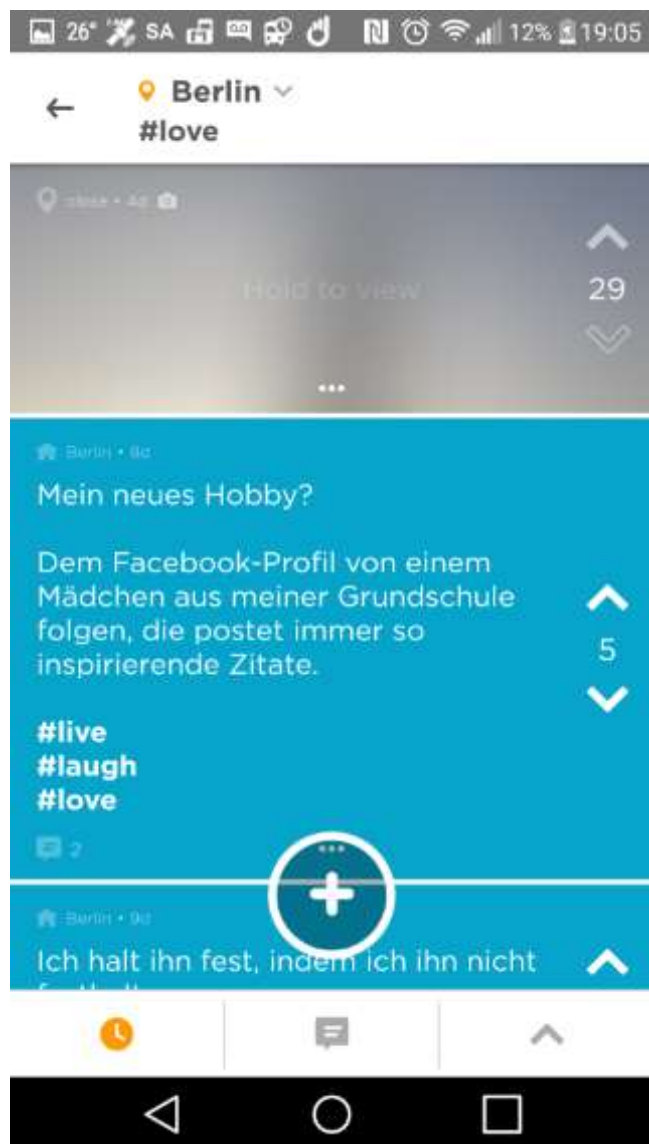 26° SA 12% 19:05
Berlin
#love
close • 4d
Hold to view
29
Berlin • 8d
Mein neues Hobby?
Dem Facebook-Profil von einem
Mädchen aus meiner Grundschule
folgen, die postet immer so
inspirierende Zitate.
5
#live
#laugh
#love
2
Berlin • 9d
Ich halt ihn fest, indem ich ihn nicht